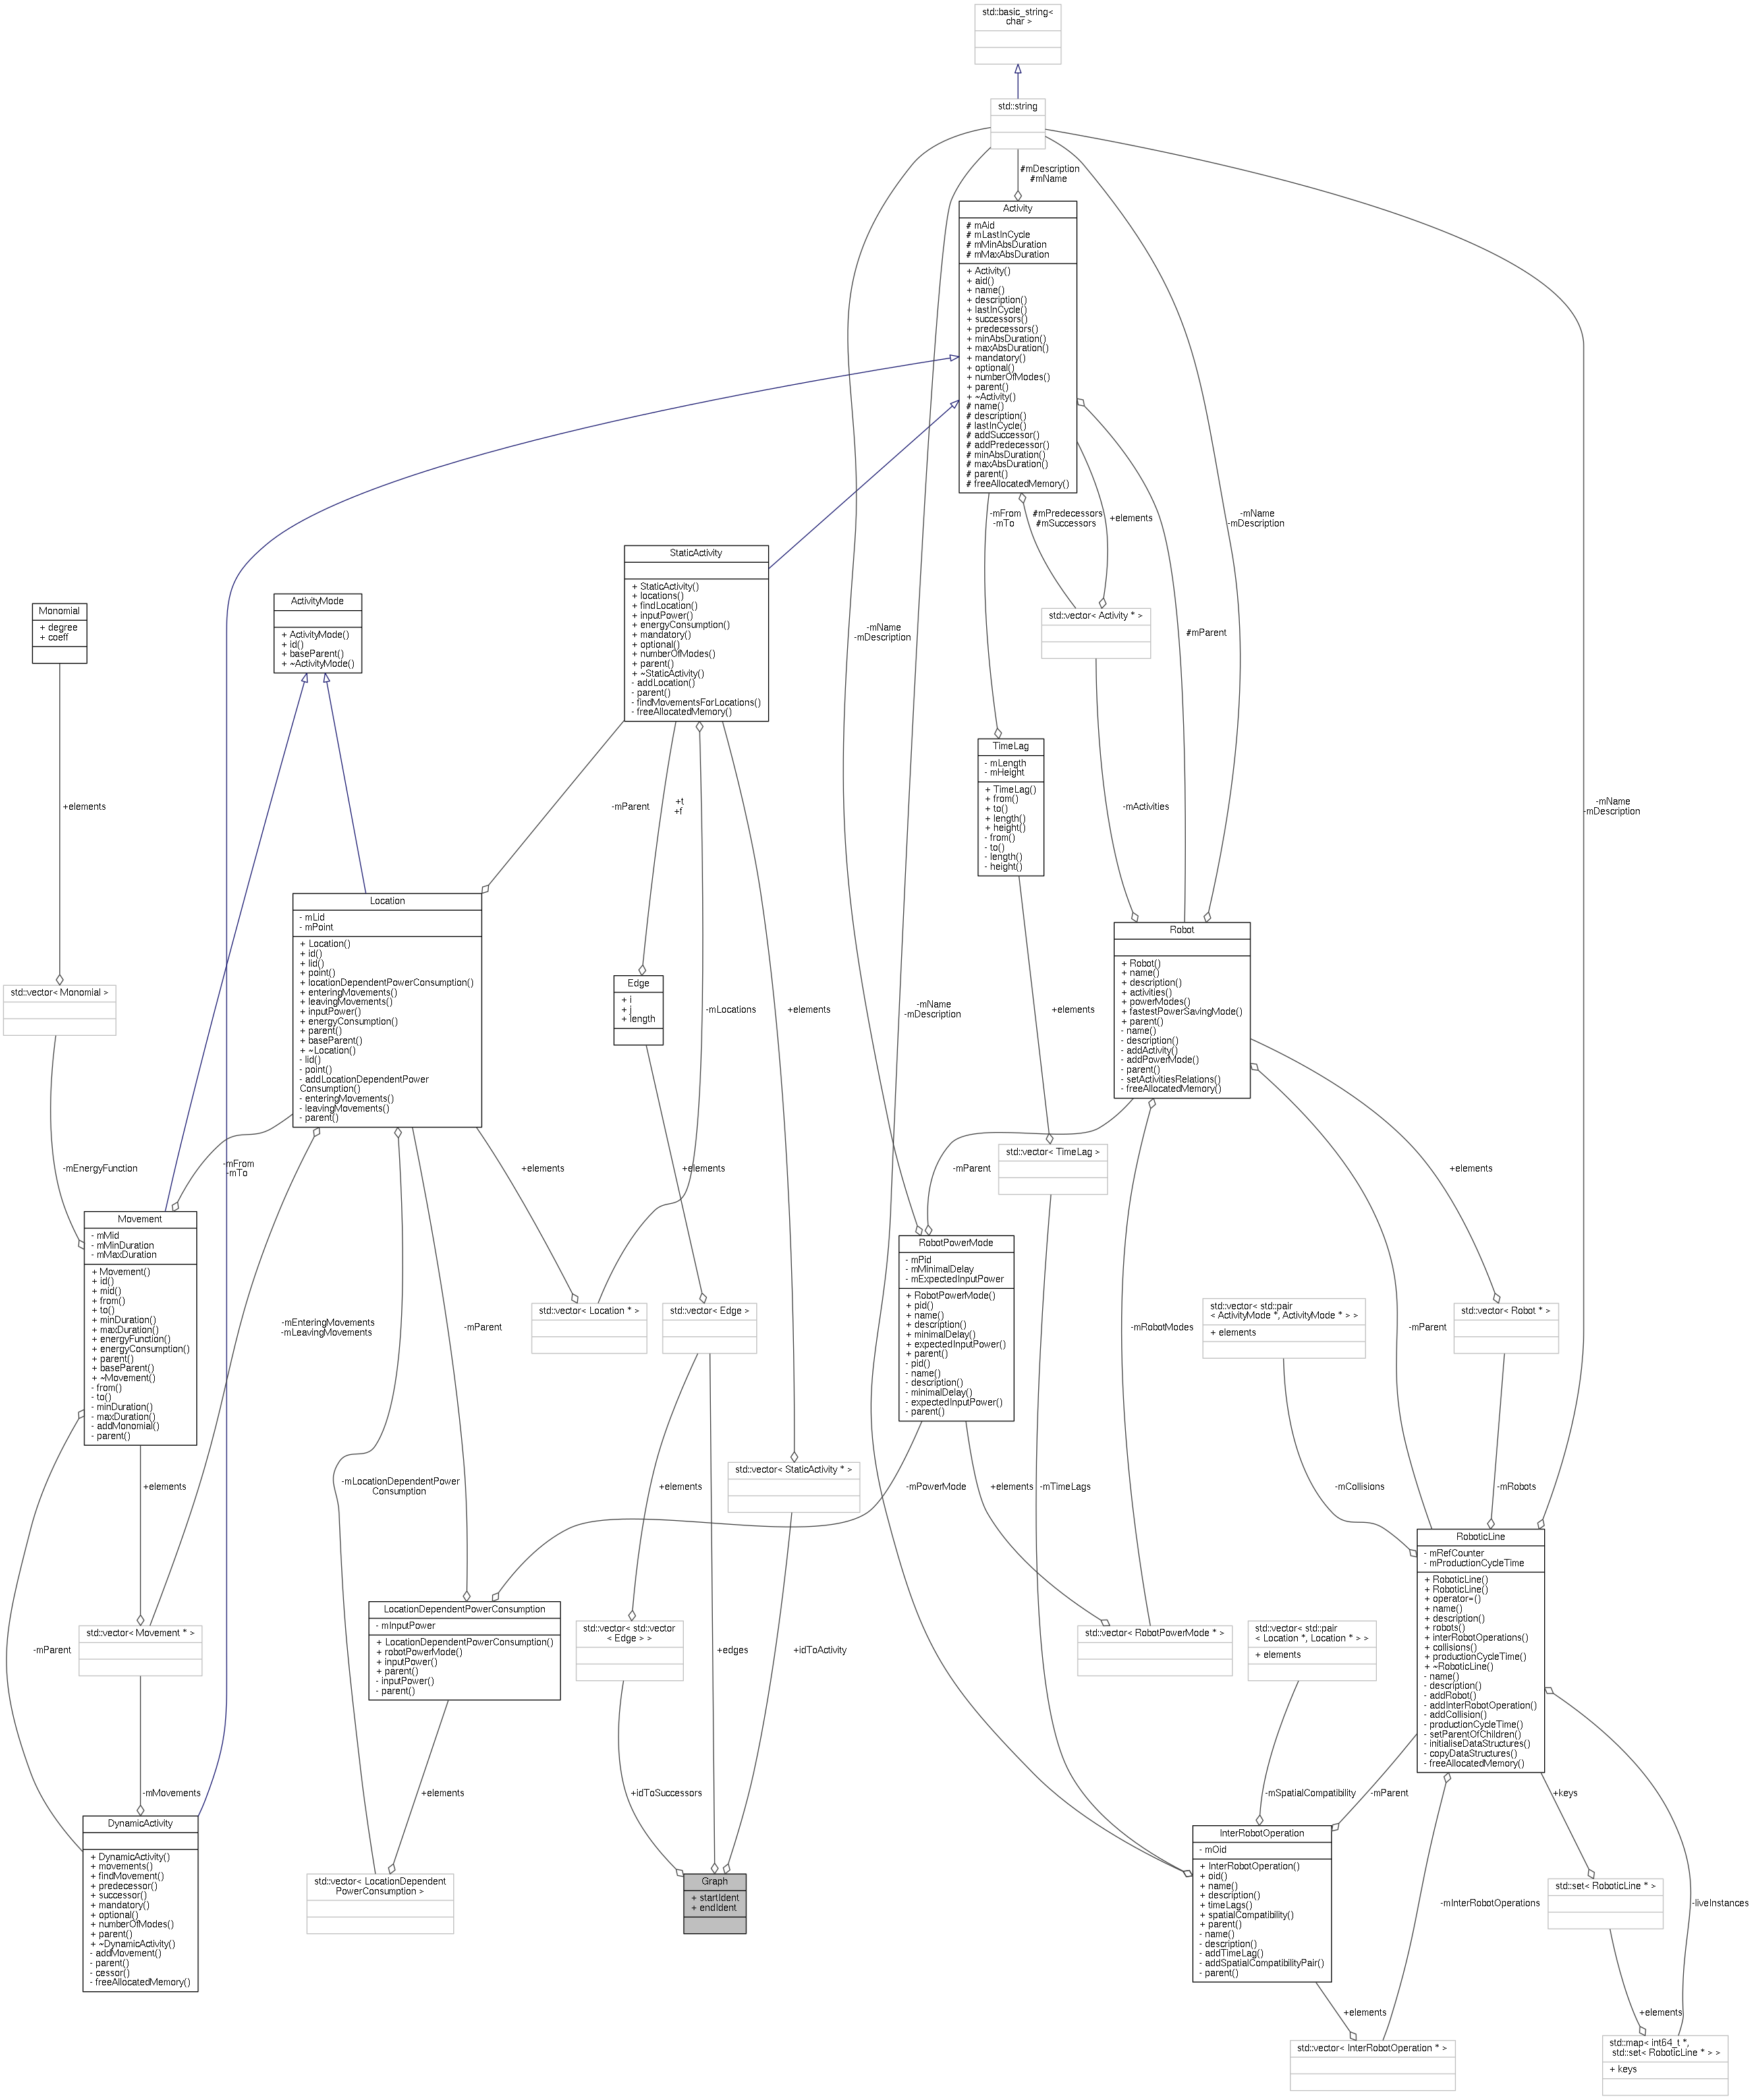 std::basic_string<
char >
std::string
#mDescription
#mName
Activity
# mAid
# mLastInCycle
# mMinAbsDuration
# mMaxAbsDuration
+ Activity()
+ aid()
+ name()
+ description()
+ lastInCycle()
+ successors()
+ predecessors()
+ minAbsDuration()
+ maxAbsDuration()
+ mandatory()
+ optional()
+ numberOfModes()
+ parent()
+ ~Activity()
# name()
# description()
# lastInCycle()
# addSuccessor()
# addPredecessor()
# minAbsDuration()
# maxAbsDuration()
# parent()
# freeAllocatedMemory()
-mFrom
-mTo
#mPredecessors
#mSuccessors
+elements
-mName
-mDescription
StaticActivity
+ StaticActivity()
+ locations()
+ findLocation()
+ inputPower()
+ energyConsumption()
+ mandatory()
+ optional()
+ numberOfModes()
+ parent()
+ ~StaticActivity()
- addLocation()
- parent()
- findMovementsForLocations()
- freeAllocatedMemory()
ActivityMode
+ ActivityMode()
+ id()
+ baseParent()
+ ~ActivityMode()
Monomial
+ degree
+ coeff
std::vector< Activity * >
-mName
-mDescription
#mParent
TimeLag
- mLength
- mHeight
+ TimeLag()
+ from()
+ to()
+ length()
+ height()
- from()
- to()
- length()
- height()
+elements
-mParent
+t
+f
-mActivities
-mName
-mDescription
Location
- mLid
- mPoint
+ Location()
+ id()
+ lid()
+ point()
+ locationDependentPowerConsumption()
+ enteringMovements()
+ leavingMovements()
+ inputPower()
+ energyConsumption()
+ parent()
+ baseParent()
+ ~Location()
- lid()
- point()
- addLocationDependentPower
Consumption()
- enteringMovements()
- leavingMovements()
- parent()
Robot
+ Robot()
+ name()
+ description()
+ activities()
+ powerModes()
+ fastestPowerSavingMode()
+ parent()
- name()
- description()
- addActivity()
- addPowerMode()
- parent()
- setActivitiesRelations()
- freeAllocatedMemory()
std::vector< Monomial >
Edge
+ i
+ j
+ length
-mLocations
+elements
-mName
-mDescription
+elements
std::vector< TimeLag >
-mEnergyFunction
-mFrom
-mTo
+elements
+elements
-mParent
+elements
Movement
- mMid
- mMinDuration
- mMaxDuration
+ Movement()
+ id()
+ mid()
+ from()
+ to()
+ minDuration()
+ maxDuration()
+ energyFunction()
+ energyConsumption()
+ parent()
+ baseParent()
+ ~Movement()
- from()
- to()
- minDuration()
- maxDuration()
- addMonomial()
- parent()
RobotPowerMode
- mPid
- mMinimalDelay
- mExpectedInputPower
+ RobotPowerMode()
+ pid()
+ name()
+ description()
+ minimalDelay()
+ expectedInputPower()
+ parent()
- pid()
- name()
- description()
- minimalDelay()
- expectedInputPower()
- parent()
-mEnteringMovements
-mLeavingMovements
-mParent
std::vector< Location * >
std::vector< Edge >
-mRobotModes
std::vector< std::pair
< ActivityMode *, ActivityMode * > >
+ elements
-mParent
std::vector< Robot * >
std::vector< StaticActivity * >
+elements
-mLocationDependentPower
Consumption
+elements
-mPowerMode
+elements
-mTimeLags
-mCollisions
-mRobots
RoboticLine
- mRefCounter
- mProductionCycleTime
+ RoboticLine()
+ RoboticLine()
+ operator=()
+ name()
+ description()
+ robots()
+ interRobotOperations()
+ collisions()
+ productionCycleTime()
+ ~RoboticLine()
- name()
- description()
- addRobot()
- addInterRobotOperation()
- addCollision()
- productionCycleTime()
- setParentOfChildren()
- initialiseDataStructures()
- copyDataStructures()
- freeAllocatedMemory()
-mParent
std::vector< Movement * >
LocationDependentPowerConsumption
- mInputPower
+ LocationDependentPowerConsumption()
+ robotPowerMode()
+ inputPower()
+ parent()
- inputPower()
- parent()
std::vector< std::vector
< Edge > >
+edges
+idToActivity
std::vector< RobotPowerMode * >
std::vector< std::pair
< Location *, Location * > >
+ elements
-mMovements
+elements
+idToSuccessors
-mSpatialCompatibility
-mParent
+keys
DynamicActivity
+ DynamicActivity()
+ movements()
+ findMovement()
+ predecessor()
+ successor()
+ mandatory()
+ optional()
+ numberOfModes()
+ parent()
+ ~DynamicActivity()
- addMovement()
- parent()
- cessor()
- freeAllocatedMemory()
std::vector< LocationDependent
PowerConsumption >
Graph
+ startIdent
+ endIdent
InterRobotOperation
- mOid
+ InterRobotOperation()
+ oid()
+ name()
+ description()
+ timeLags()
+ spatialCompatibility()
+ parent()
- name()
- description()
- addTimeLag()
- addSpatialCompatibilityPair()
- parent()
-mInterRobotOperations
std::set< RoboticLine * >
-liveInstances
+elements
+elements
std::vector< InterRobotOperation * >
std::map< int64_t *,
std::set< RoboticLine * > >
+ keys